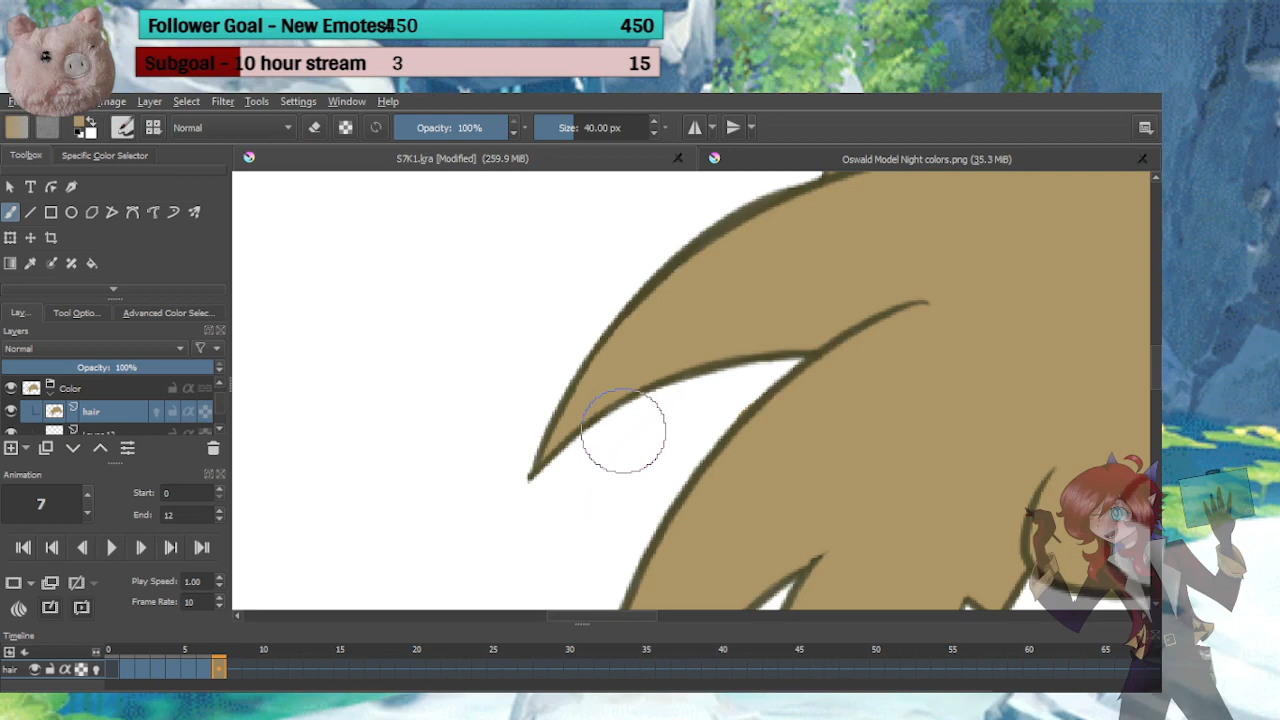 Follower Goal - New Emotes! 450 450
Subgoal - 10 hour stream 3 15
Layer Select Filter Tools Settings Window Help
Normal Opacity: 100% Size: 40.00 px
Toolbox Specific Color Selector S7K1.kra [Modified] (259.9 MiB) Oswald Model Night colors.png (35.3 MiB)
Lay... Tool Optio... Advanced Color Selec...
Layers
Normal
Opacity: 100%
Color
hair
Animation
7 Start: 0
End: 12
Play Speed: 1.00
Frame Rate: 10
Timeline
0 5 10 15 20 25 30 35 40 45 50 55 60 65
hair